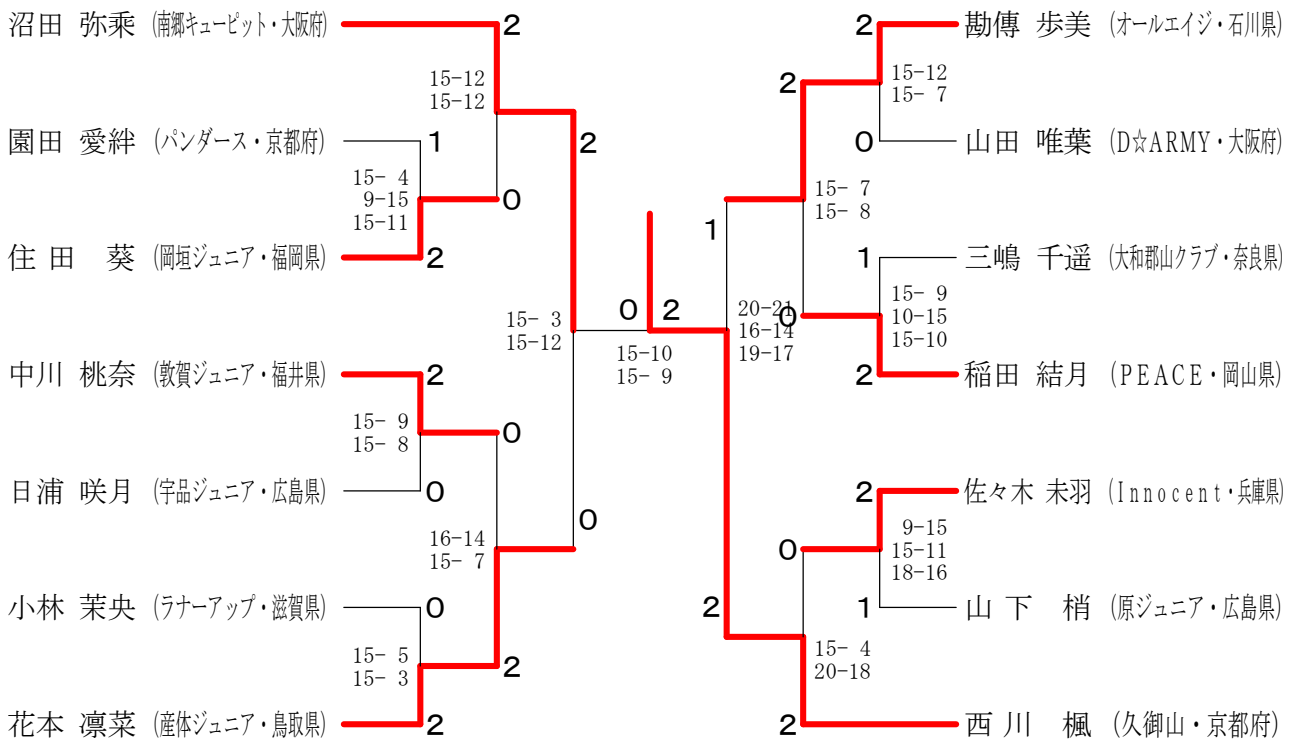 沼田 弥乘 (南郷キューピット・大阪府) 2
15-12
15-12
園田 愛絆 (パンダース・京都府) 1
15- 4
9-15
15-11
0
住田 葵 (岡垣ジュニア・福岡県) 2
2
15- 3
15-12
中川 桃奈 (敦賀ジュニア・福井県) 2
15- 9
15- 8
0
日浦 咲月 (宇品ジュニア・広島県) 0
16-14
15- 7
0
小林 茉央 (ラナーアップ・滋賀県) 0
15- 5
15- 3
2
花本 凛菜 (産体ジュニア・鳥取県) 2
0 2
15-10
15- 9
2 勘傳 歩美 (オールエイジ・石川県)
15-12
15- 7
2
0 山田 唯葉 (D☆ARMY・大阪府)
15- 7
15- 8
1
1 三嶋 千遥 (大和郡山クラブ・奈良県)
15- 9
10-15
15-10
0
2 稲田 結月 (PEACE・岡山県)
20-21
16-14
19-17
2 佐々木 未羽 (Innocent・兵庫県)
9-15
15-11
18-16
0
1 山下 梢 (原ジュニア・広島県)
2
15- 4
20-18
2 西川 楓 (久御山・京都府)